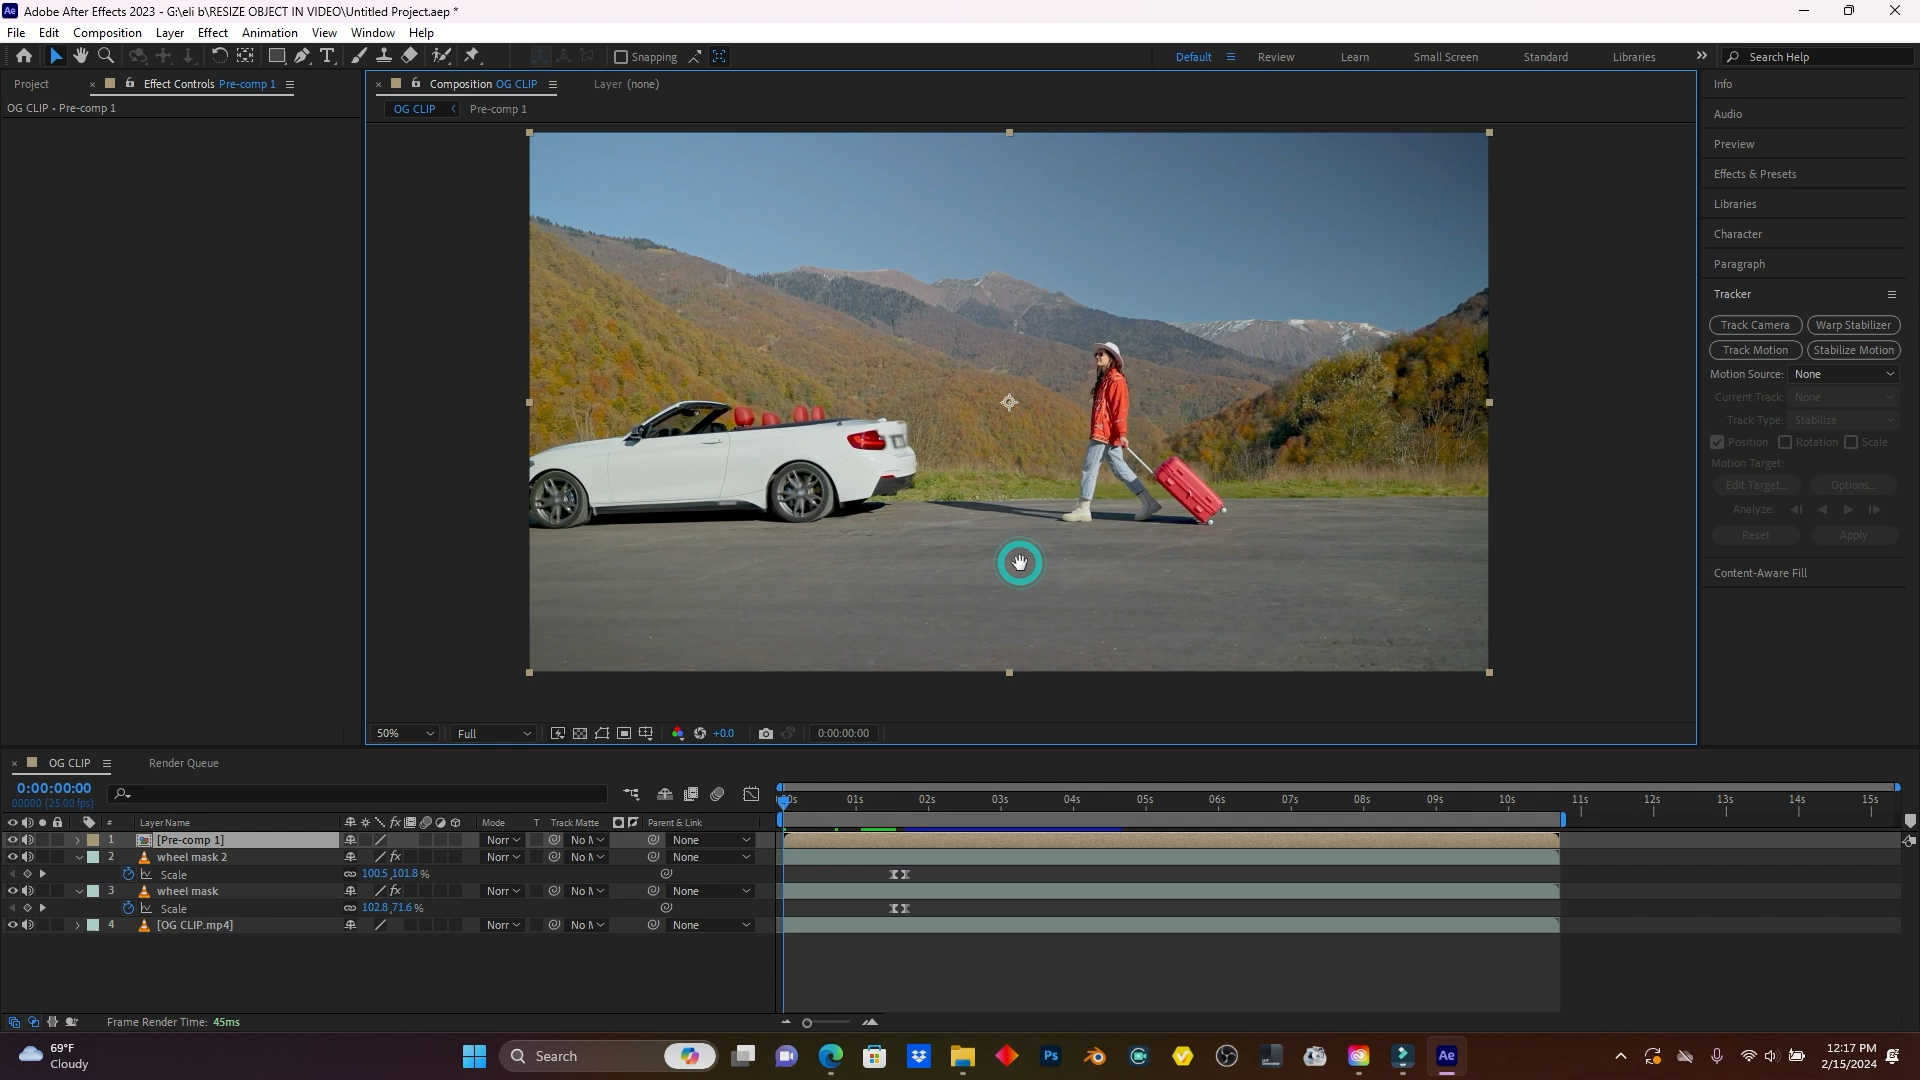 Adobe After Effects 2023 - G:\eli b\RESIZE OBJECT IN VIDEO\Untitled Project.aep *
File Edit Composition Layer Effect Animation View Window Help
Snapping
Default Review Learn Small Screen Standard Libraries Search Help
Project Effect Controls Pre-comp 1
OG CLIP • Pre-comp 1
Composition OG CLIP Layer (none)
OG CLIP Pre-comp 1
Info
Audio
Preview
Effects & Presets
Libraries
Character
Paragraph
Tracker
Track Camera Warp Stabilizer
Track Motion Stabilize Motion
Motion Source: None
Current Track: None
Track Type: Stabilize
Position Rotation Scale
Motion Target:
Edit Target... Options...
Analyze:
Reset Apply
Content-Aware Fill
50% Full +0.0 0:00:00:00
OG CLIP Render Queue
0:00:00:00
00000 (25.00 fps)
# Layer Name Mode T Track Matte Parent & Link
01s 02s 03s 04s 05s 06s 07s 08s 09s 10s 11s 12s 13s 14s 15s
1 [Pre-comp 1] Norr None
2 wheel mask 2 fx Norr None
Scale 100.5,101.8 %
3 wheel mask fx Norr None
Scale 102.8,71.6 %
4 [OG CLIP.mp4] Norr None
Frame Render Time: 45ms
69°F
Cloudy
Search
Ps
Ae
12:17 PM
2/15/2024